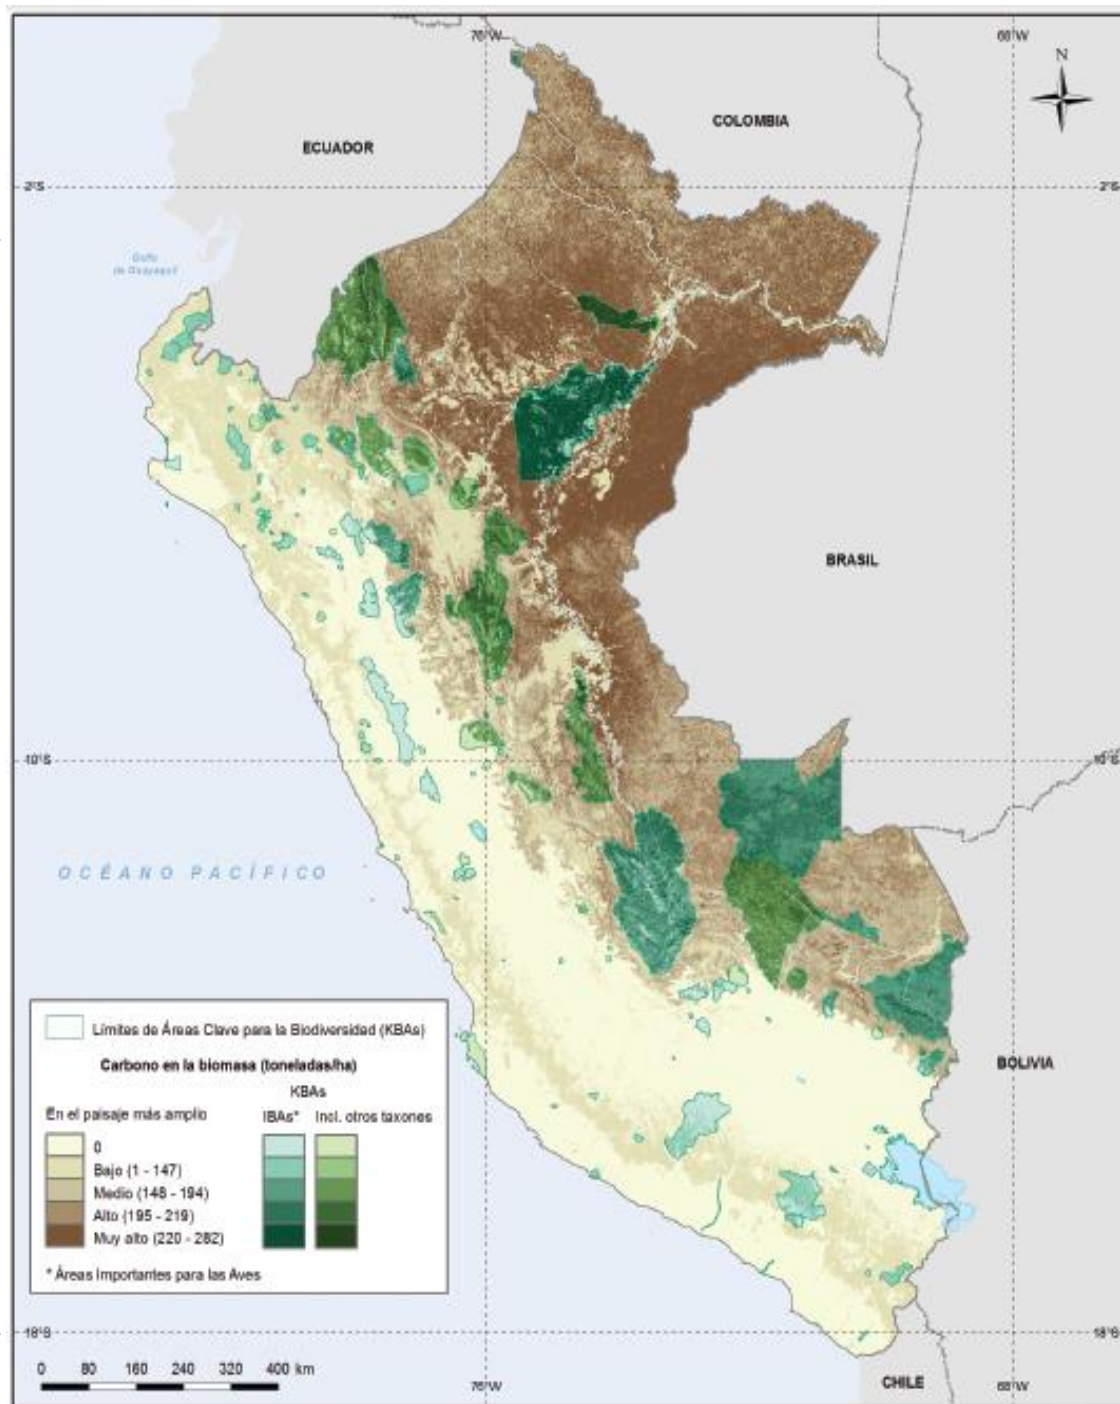 76°W
68°W
N
COLOMBIA
ECUADOR
2°S
2°S
Golfo
de Guayaquil
BRASIL
10°S
10°S
OCÉANO PACÍFICO
Límites de Áreas Clave para la Biodiversidad (KBAs)
Carbono en la biomasa (toneladas/ha)
KBAs
En el paisaje más amplio
IBAs*
Incl. otros taxones
0
Bajo (1 - 147)
Medio (148 - 194)
Alto (195 - 219)
Muy alto (220 - 282)
* Áreas Importantes para las Aves
BOLIVIA
18°S
18°S
0 80 160 240 320 400 km
76°W
68°W
CHILE